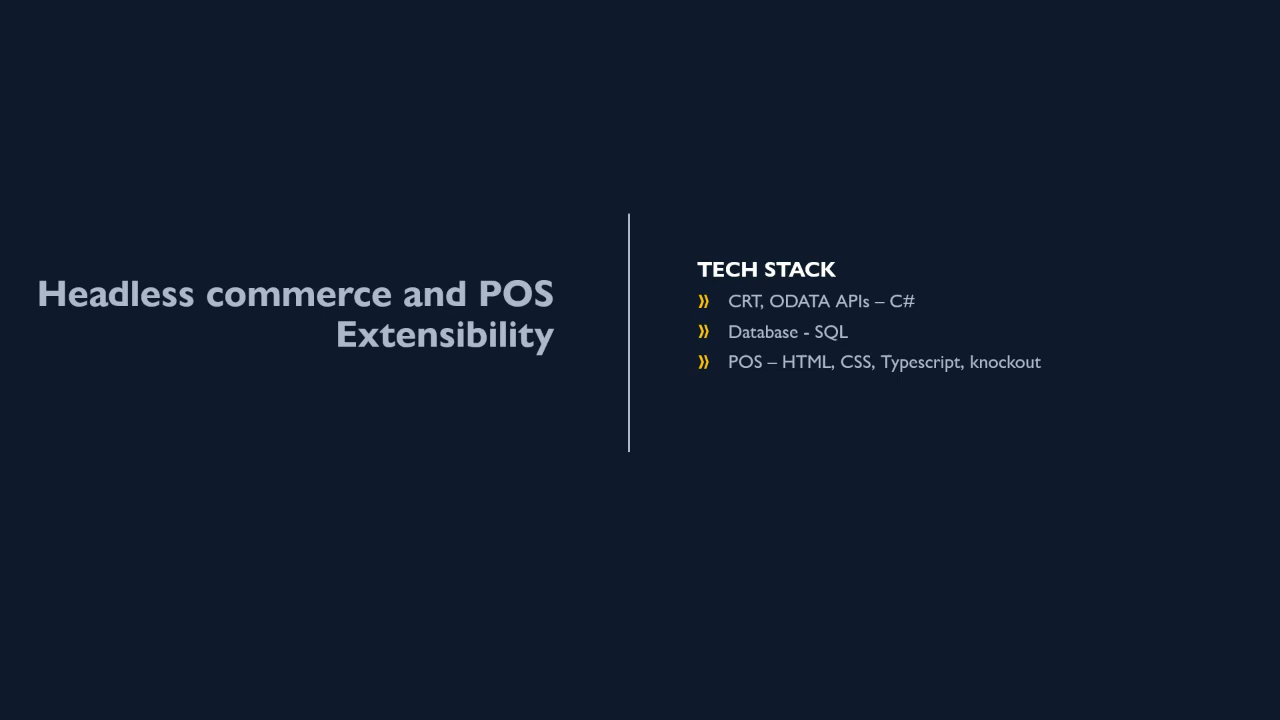 Headless commerce and POS
Extensibility
TECH STACK
CRT, ODATA APIs – C#
Database - SQL
POS – HTML, CSS, Typescript, knockout